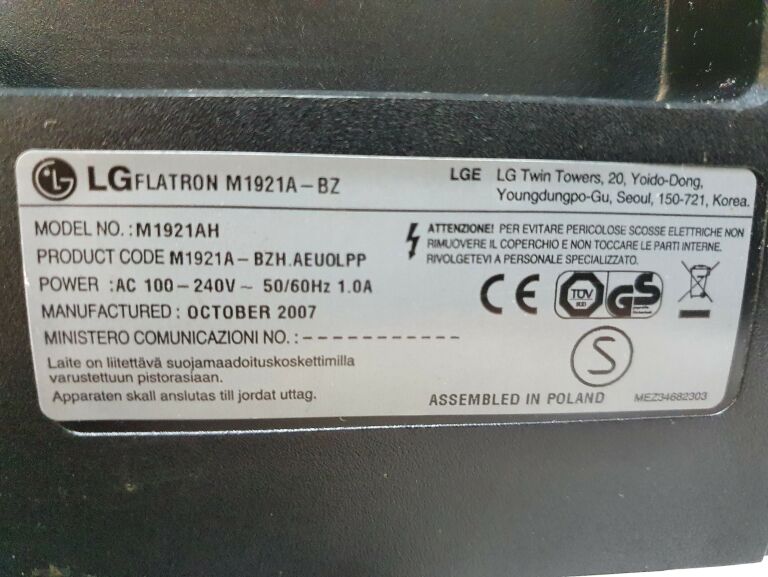 LG FLATRON M1921A-BZ
LGE LG Twin Towers, 20, Yoido-Dong,
Youngdungpo-Gu, Seoul, 150-721, Korea.
MODEL NO. : M1921AH
PRODUCT CODE M1921A-BZH.AEUOLPP
POWER : AC 100-240V ~ 50/60Hz 1.0A
MANUFACTURED : OCTOBER 2007
MINISTERO COMUNICAZIONI NO. : ------------
Laite on liitettävä suojamaadoituskoskettimilla
varustettuun pistorasiaan.
Apparaten skall anslutas till jordat uttag.
ATTENZIONE! PER EVITARE PERICOLOSE SCOSSE ELETTRICHE NON
RIMUOVERE IL COPERCHIO E NON TOCCARE LE PARTI INTERNE.
RIVOLGETEVI A PERSONALE SPECIALIZZATO.
CE TÜV GS
S
ASSEMBLED IN POLAND MEZ34682303